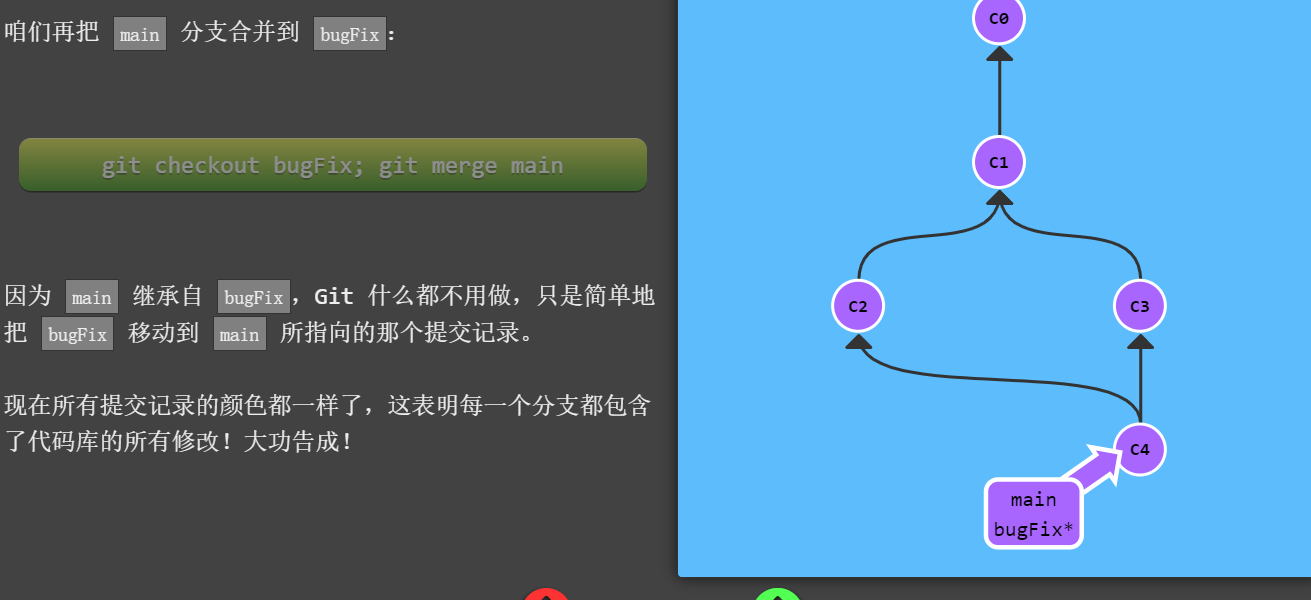 咱们再把 main 分支合并到 bugFix：
git checkout bugFix; git merge main
因为 main 继承自 bugFix，Git 什么都不用做，只是简单地
把 bugFix 移动到 main 所指向的那个提交记录。
现在所有提交记录的颜色都一样了，这表明每一个分支都包含
了代码库的所有修改！大功告成！
C0
C1
C2
C3
C4
main
bugFix*